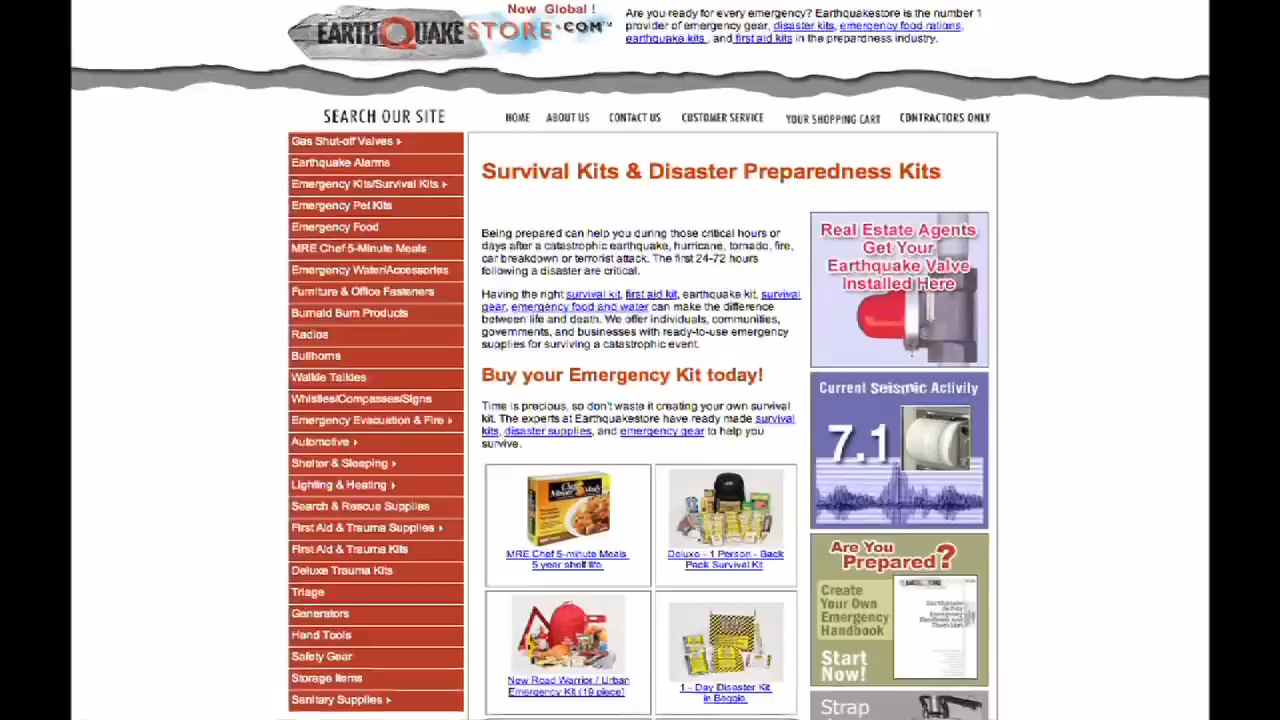 Now Global !
EARTHQUAKESTORE.COM™
Are you ready for every emergency? Earthquakestore is the number 1
provider of emergency gear, disaster kits, emergency food rations,
earthquake kits , and first aid kits in the prepardness industry.
SEARCH OUR SITE
HOME ABOUT US CONTACT US CUSTOMER SERVICE YOUR SHOPPING CART CONTRACTORS ONLY
Gas Shut-off Valves
Earthquake Alarms
Emergency Kits/Survival Kits
Emergency Pet Kits
Emergency Food
MRE Chef 5-Minute Meals
Emergency Water/Accessories
Furniture & Office Fasteners
Burnaid Burn Products
Radios
Bullhorns
Walkie Talkies
Whistles/Compasses/Signs
Emergency Evacuation & Fire
Automotive
Shelter & Sleeping
Lighting & Heating
Search & Rescue Supplies
First Aid & Trauma Supplies
First Aid & Trauma Kits
Deluxe Trauma Kits
Triage
Generators
Hand Tools
Safety Gear
Storage Items
Sanitary Supplies
Survival Kits & Disaster Preparedness Kits
Being prepared can help you during those critical hours or
days after a catastrophic earthquake, hurricane, tornado, fire,
car breakdown or terrorist attack. The first 24-72 hours
following a disaster are critical.
Having the right survival kit, first aid kit, earthquake kit, survival
gear, emergency food and water can make the difference
between life and death. We offer individuals, communities,
governments, and businesses with ready-to-use emergency
supplies for surviving a catastrophic event.
Buy your Emergency Kit today!
Time is precious, so don't waste it creating your own survival
kit. The experts at Earthquakestore have ready made survival
kits, disaster supplies, and emergency gear to help you
survive.
MRE Chef 5-minute Meals
5 year shelf life
Deluxe - 1 Person - Back
Pack Survival Kit
New Road Warrior / Urban
Emergency Kit (19 piece)
1 - Day Disaster Kit
in Baggie
Real Estate Agents
Get Your
Earthquake Valve
Installed Here
Current Seismic Activity
7.1
Are You
Prepared?
Create
Your Own
Emergency
Handbook
Start
Now!
Strap